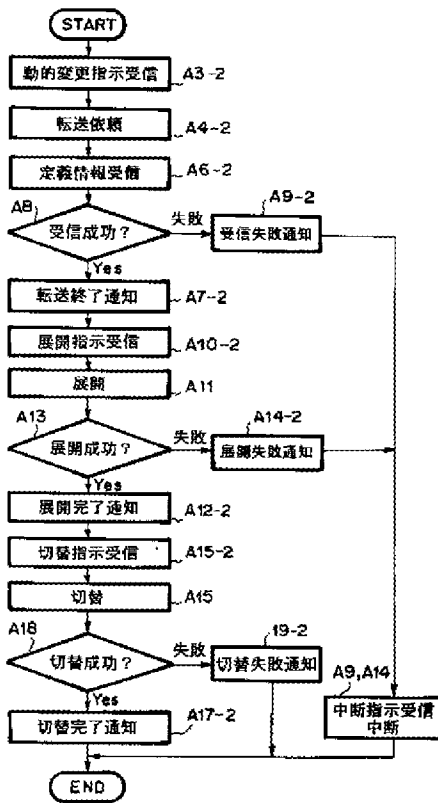 START
動的変更指示受信
A3-2
転送依頼
A4-2
定義情報受信
A6-2
A8
受信成功?
失敗
A9-2
受信失敗通知
Yes
転送終了通知
A7-2
展開指示受信
A10-2
展開
A11
A13
展開成功?
失敗
A14-2
展開失敗通知
Yes
展開完了通知
A12-2
切替指示受信
A15-2
切替
A15
A18
切替成功?
失敗
19-2
切替失敗通知
Yes
切替完了通知
A17-2
A9,A14
中断指示受信
中断
END